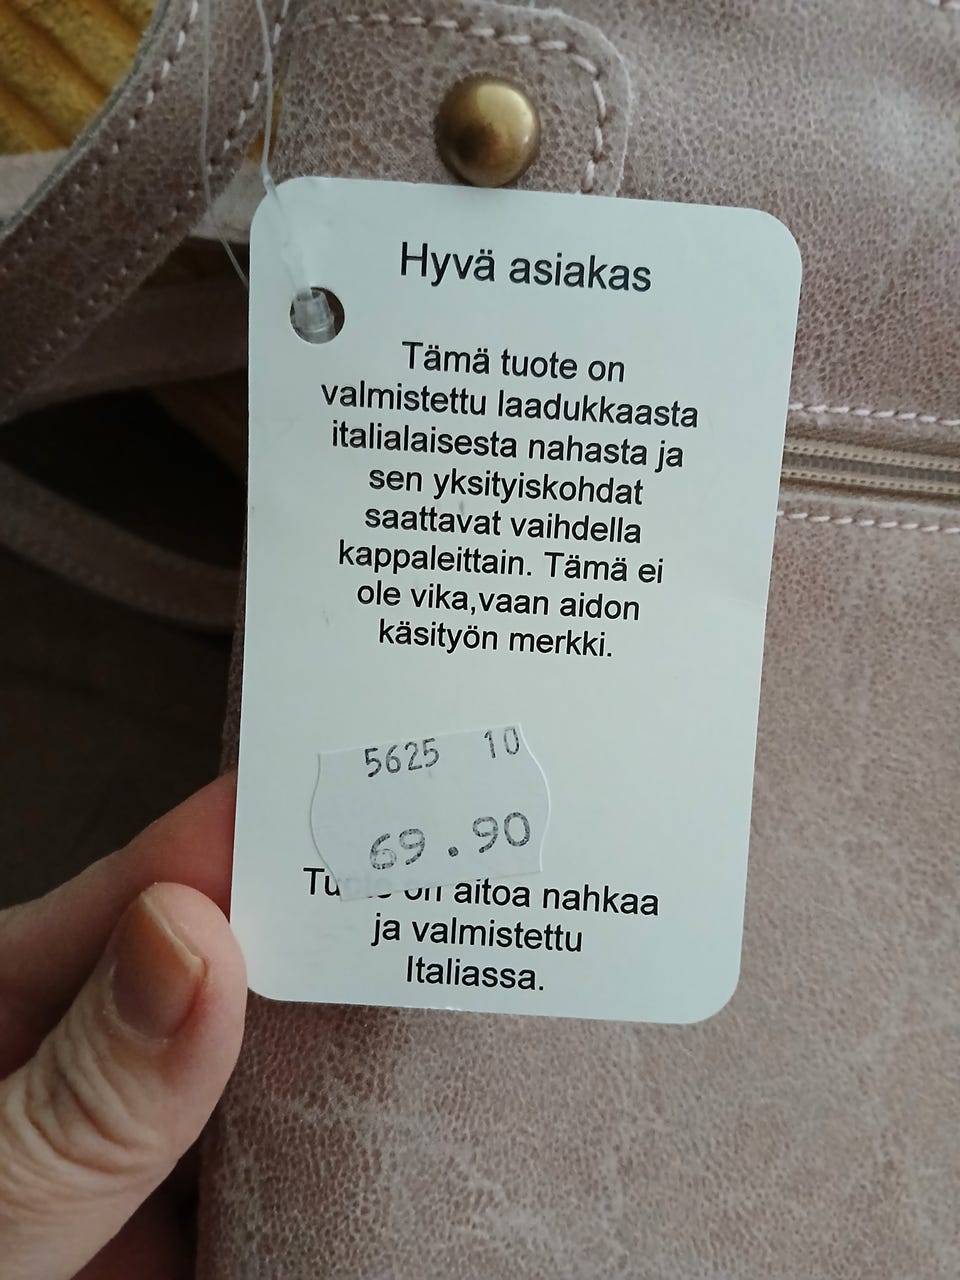 Hyvä asiakas
Tämä tuote on
valmistettu laadukkaasta
italialaisesta nahasta ja
sen yksityiskohdat
saattavat vaihdella
kappaleittain. Tämä ei
ole vika,vaan aidon
käsityön merkki.
5625 10
69.90
on aitoa nahkaa
ja valmistettu
Italiassa.